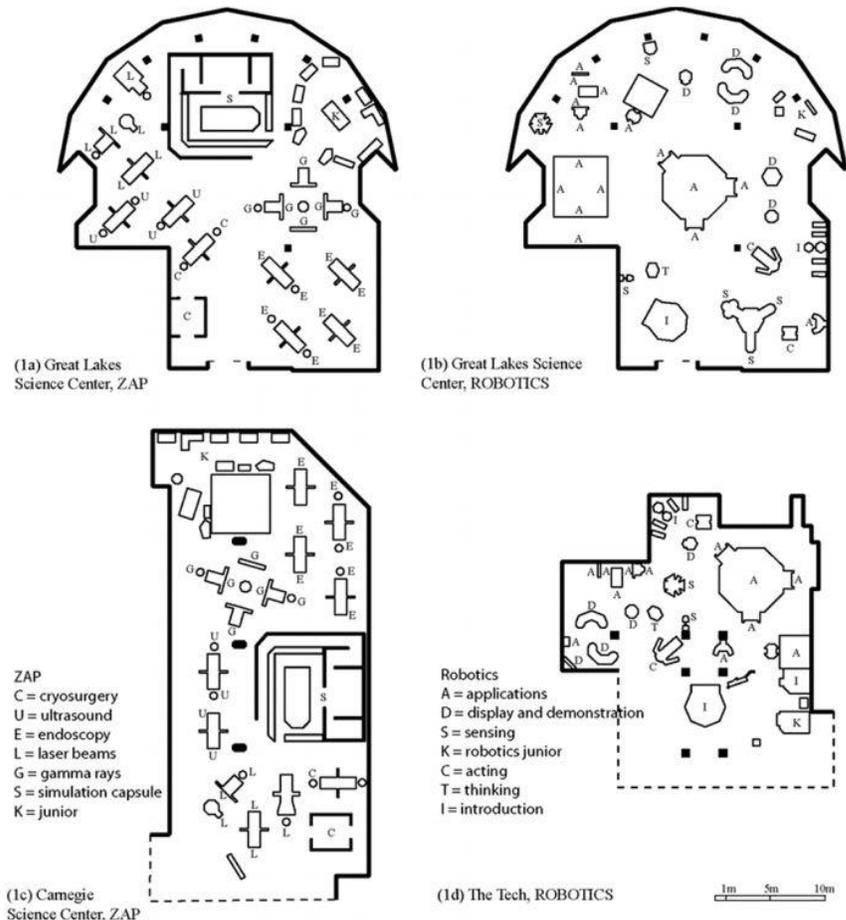 L
S
K
L
L
L
L
G
U
U
G G G G
C
G
U
U
E
E
E
C
E
E
C
E
E
E
(1a) Great Lakes
Science Center, ZAP
D
S
A
A
D
D
K
A
A
S
A
D
A
A
A
A
A
A
D
A
A
C
I
T
S
S
I
S
A
S
C
(1b) Great Lakes Science
Center, ROBOTICS
K
E
E
E
E
G
E
G
G
G G
G
E
U
U
S
U
L
C
L
L
L
C
ZAP
C = cryosurgery
U = ultrasound
E = endoscopy
L = laser beams
G = gamma rays
S = simulation capsule
K = junior
(1c) Carnegie
Science Center, ZAP
I
C
D
A
A A A A
A
A
A
S
D
D
T
S
A
A
D
C
A
A
I
I
K
Robotics
A = applications
D = display and demonstration
S = sensing
K = robotics junior
C = acting
T = thinking
I = introduction
(1d) The Tech, ROBOTICS
1m 5m 10m